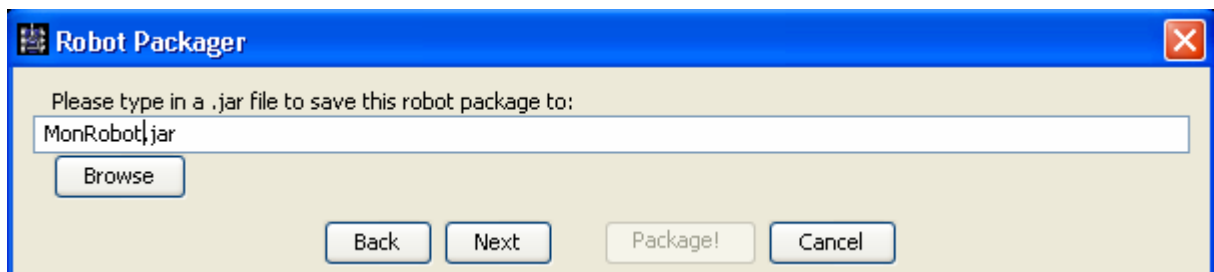 Robot Packager
Please type in a .jar file to save this robot package to:
MonRobot.jar
Browse
Back Next Package! Cancel